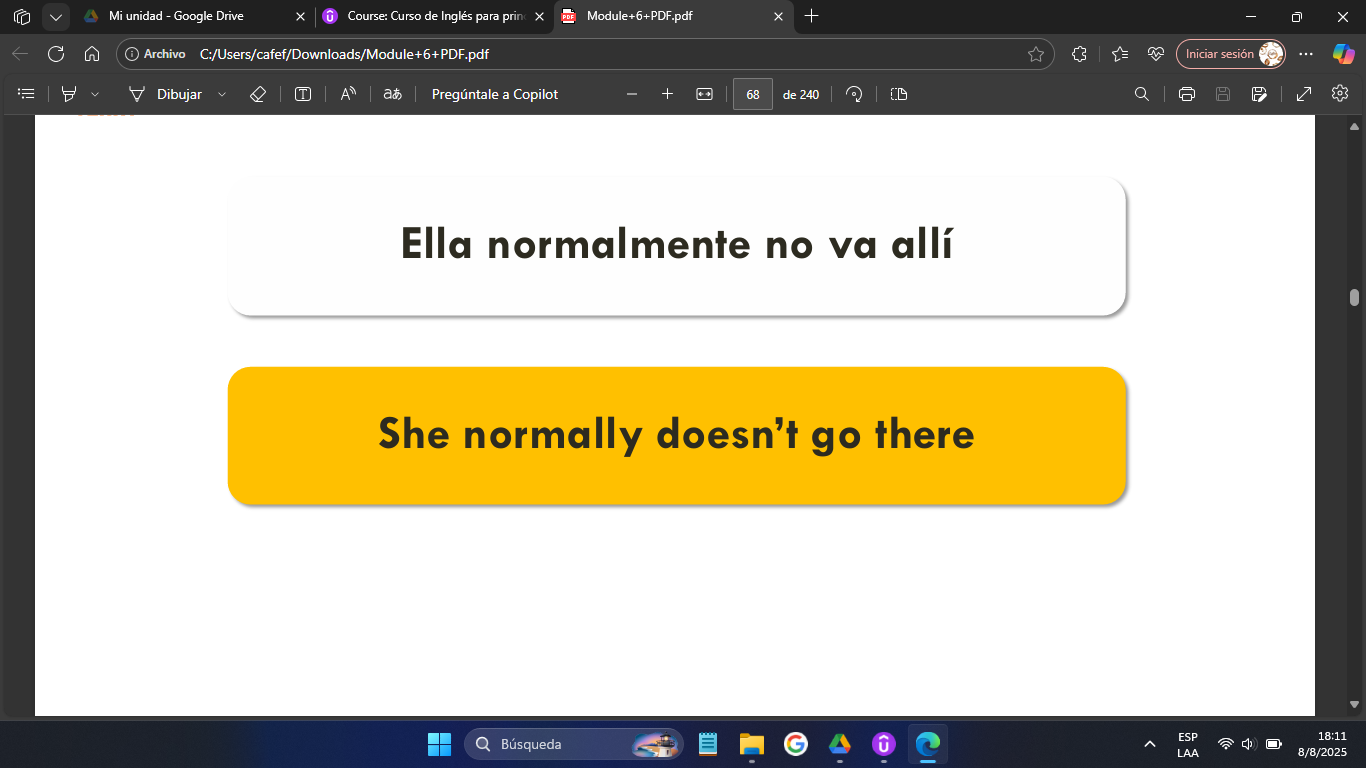 Mi unidad - Google Drive
Course: Curso de Inglés para prin
Module+6+PDF.pdf
Archivo
C:/Users/cafef/Downloads/Module+6+PDF.pdf
Iniciar sesión
Dibujar
Pregúntale a Copilot
68
de 240
Ella normalmente no va allí
She normally doesn't go there
Búsqueda
ESP
LAA
18:11
8/8/2025